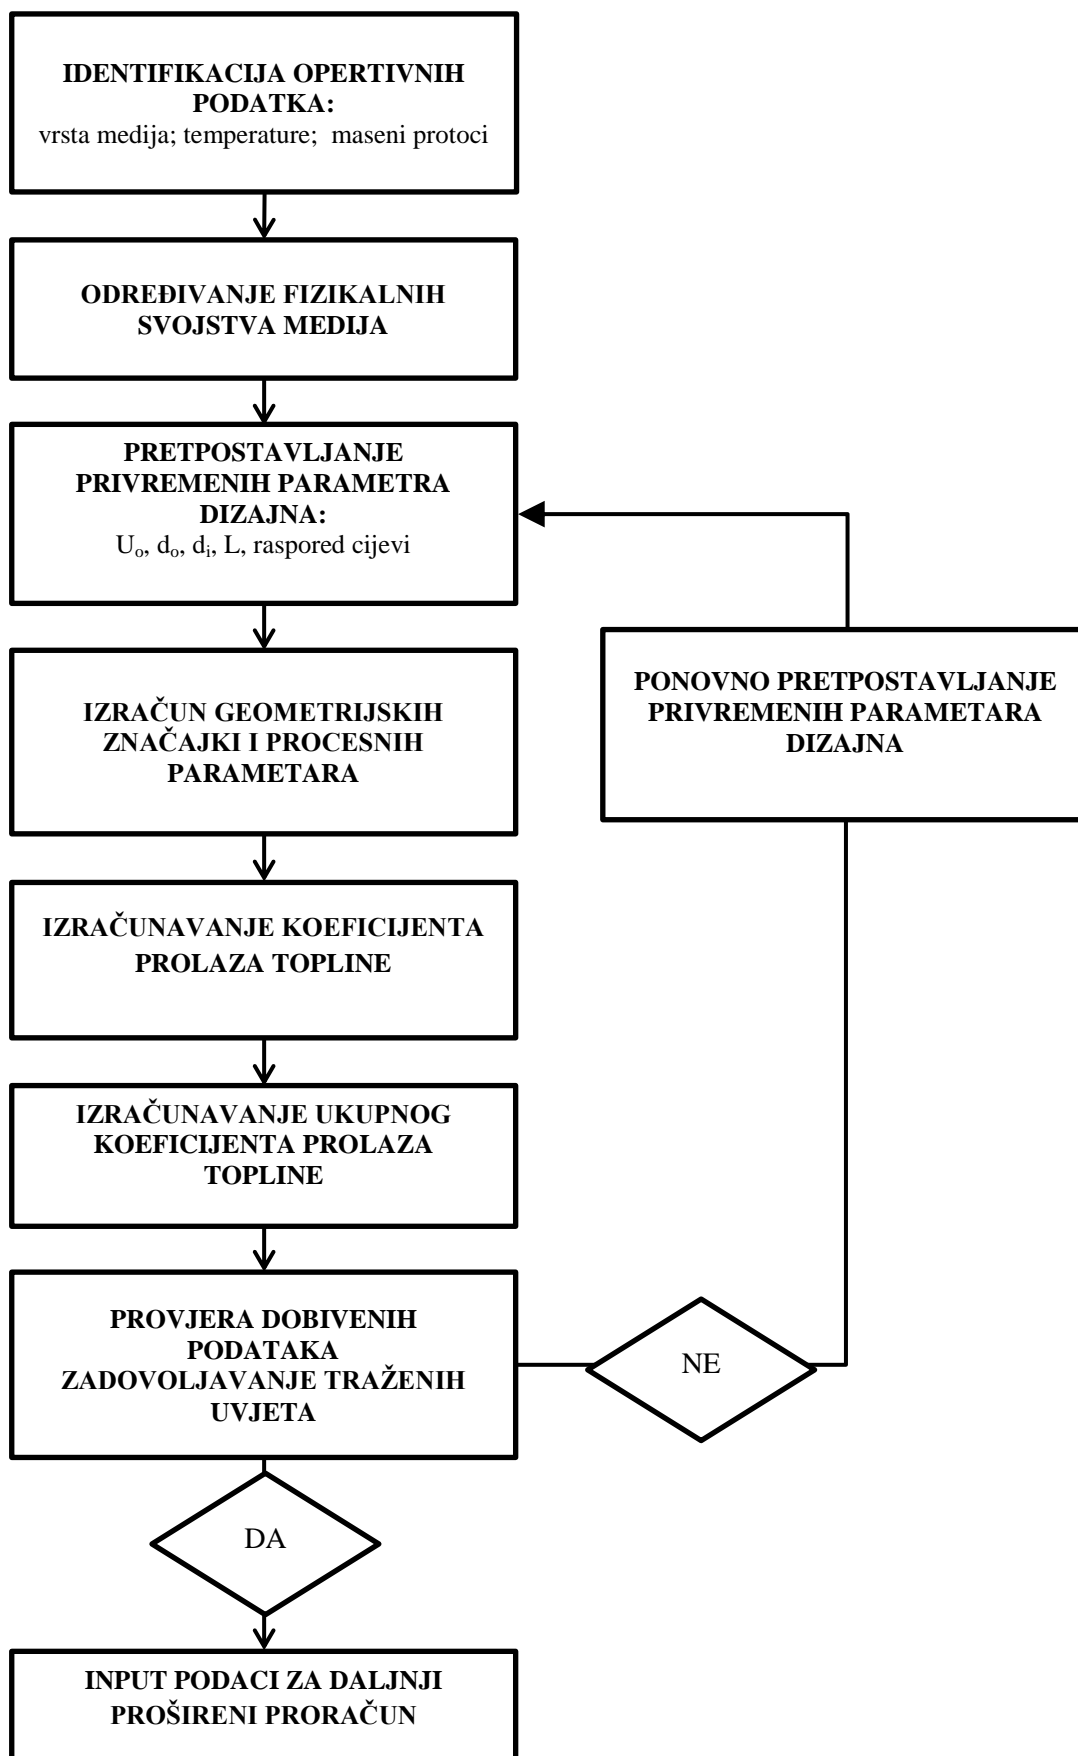 IDENTIFIKACIJA OPERTIVNIH
PODATKA:
vrsta medija; temperature; maseni protoci
ODREĐIVANJE FIZIKALNIH
SVOJSTVA MEDIJA
PRETPOSTAVLJANJE
PRIVREMENIH PARAMETRA
DIZAJNA:
Uₒ, dₒ, dᵢ, L, raspored cijevi
IZRAČUN GEOMETRIJSKIH
ZNAČAJKI I PROCESNIH
PARAMETARA
PONOVNO PRETPOSTAVLJANJE
PRIVREMENIH PARAMETARA
DIZAJNA
IZRAČUNAVANJE KOEFICIJENTA
PROLAZA TOPLINE
IZRAČUNAVANJE UKUPNOG
KOEFICIJENTA PROLAZA
TOPLINE
PROVJERA DOBIVENIH
PODATAKA
ZADOVOLJAVANJE TRAŽENIH
UVJETA
NE
DA
INPUT PODACI ZA DALJNJI
PROŠIRENI PRORAČUN